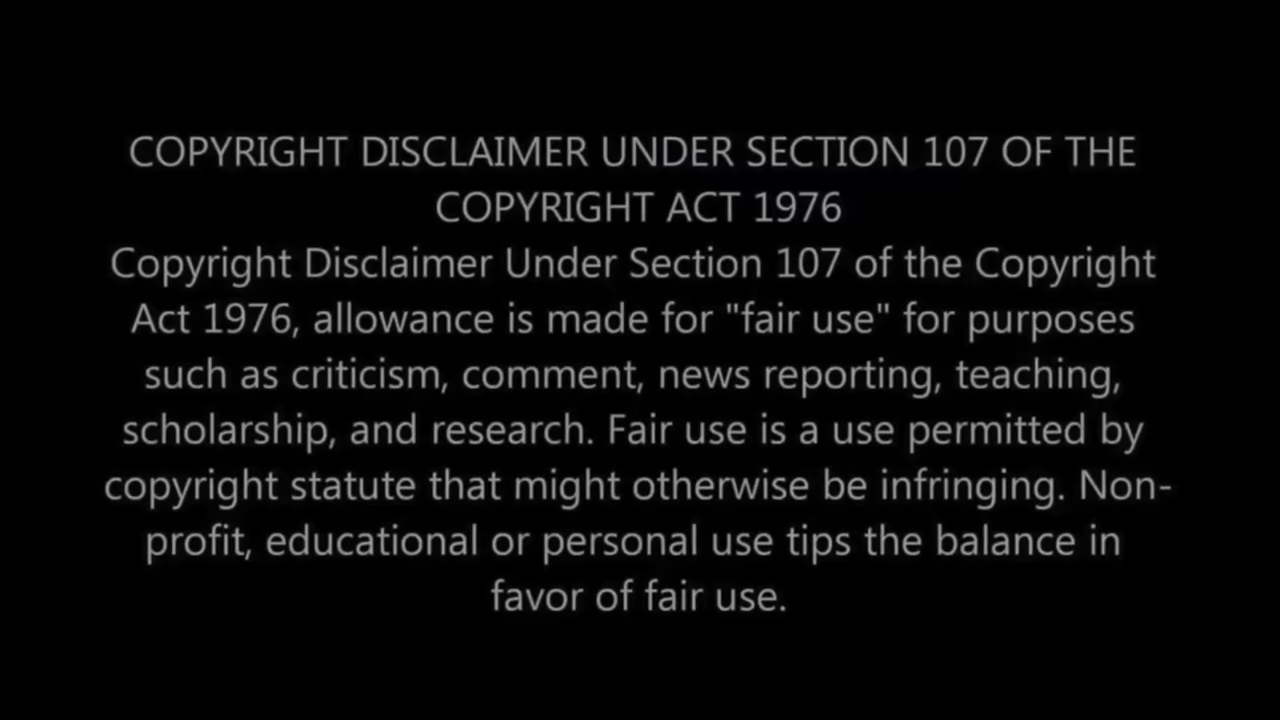 COPYRIGHT DISCLAIMER UNDER SECTION 107 OF THE
COPYRIGHT ACT 1976
Copyright Disclaimer Under Section 107 of the Copyright
Act 1976, allowance is made for "fair use" for purposes
such as criticism, comment, news reporting, teaching,
scholarship, and research. Fair use is a use permitted by
copyright statute that might otherwise be infringing. Non-
profit, educational or personal use tips the balance in
favor of fair use.